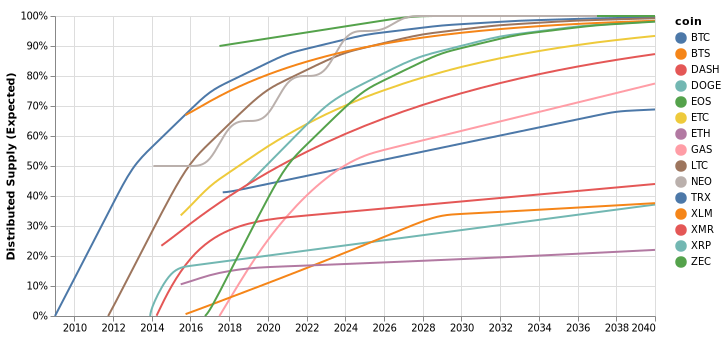 100%
90%
80%
70%
60%
50%
40%
30%
20%
10%
0%
Distributed Supply (Expected)
2010 2012 2014 2016 2018 2020 2022 2024 2026 2028 2030 2032 2034 2036 2038 2040
coin
BTC
BTS
DASH
DOGE
EOS
ETC
ETH
GAS
LTC
NEO
TRX
XLM
XMR
XRP
ZEC